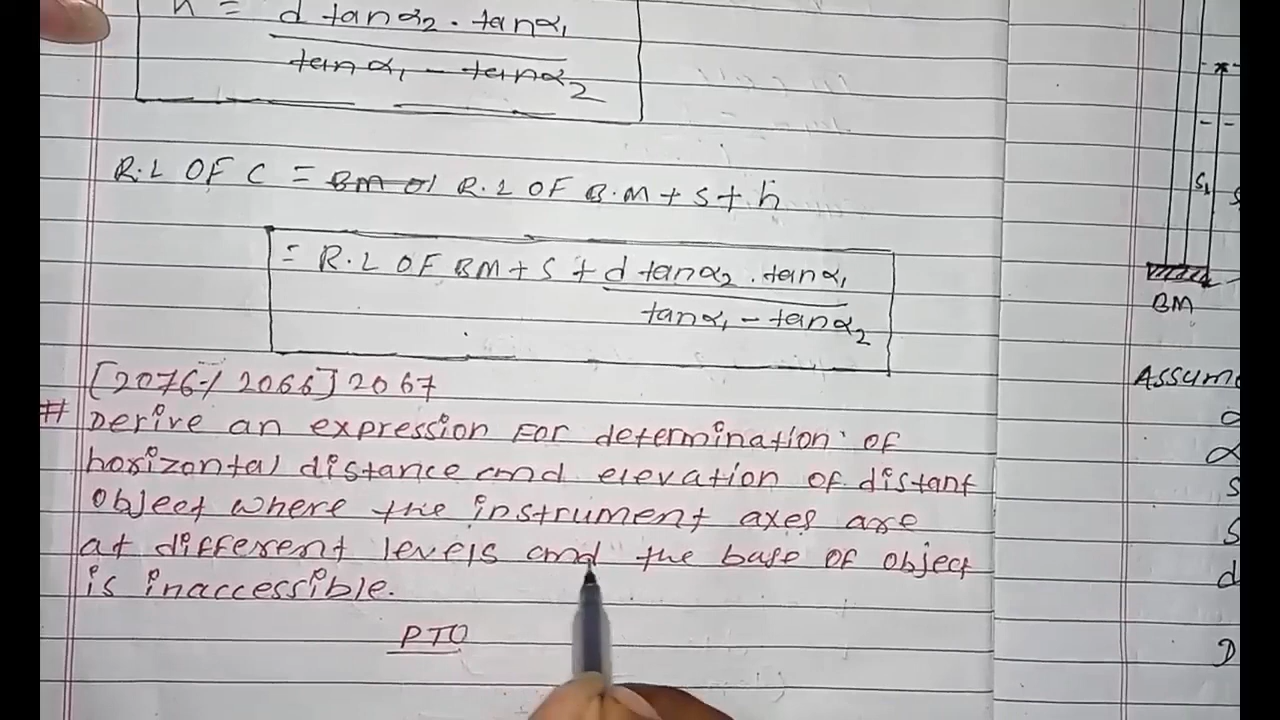 h = d tanα2 . tanα1
tanα1 - tanα2
R.L OF C = BM of R.L OF B.M + S + h
= R.L OF BM + S + d tanα2 . tanα1
tanα1 - tanα2
[2076-/ 2066] 2067
# Derive an expression For determination of
horizontal distance and elevation of distant
object where the instrument axes are
at different levels and the base of object
is inaccessible.
PTO
S1
S
BM
Assume
d
α
S
S
d
D